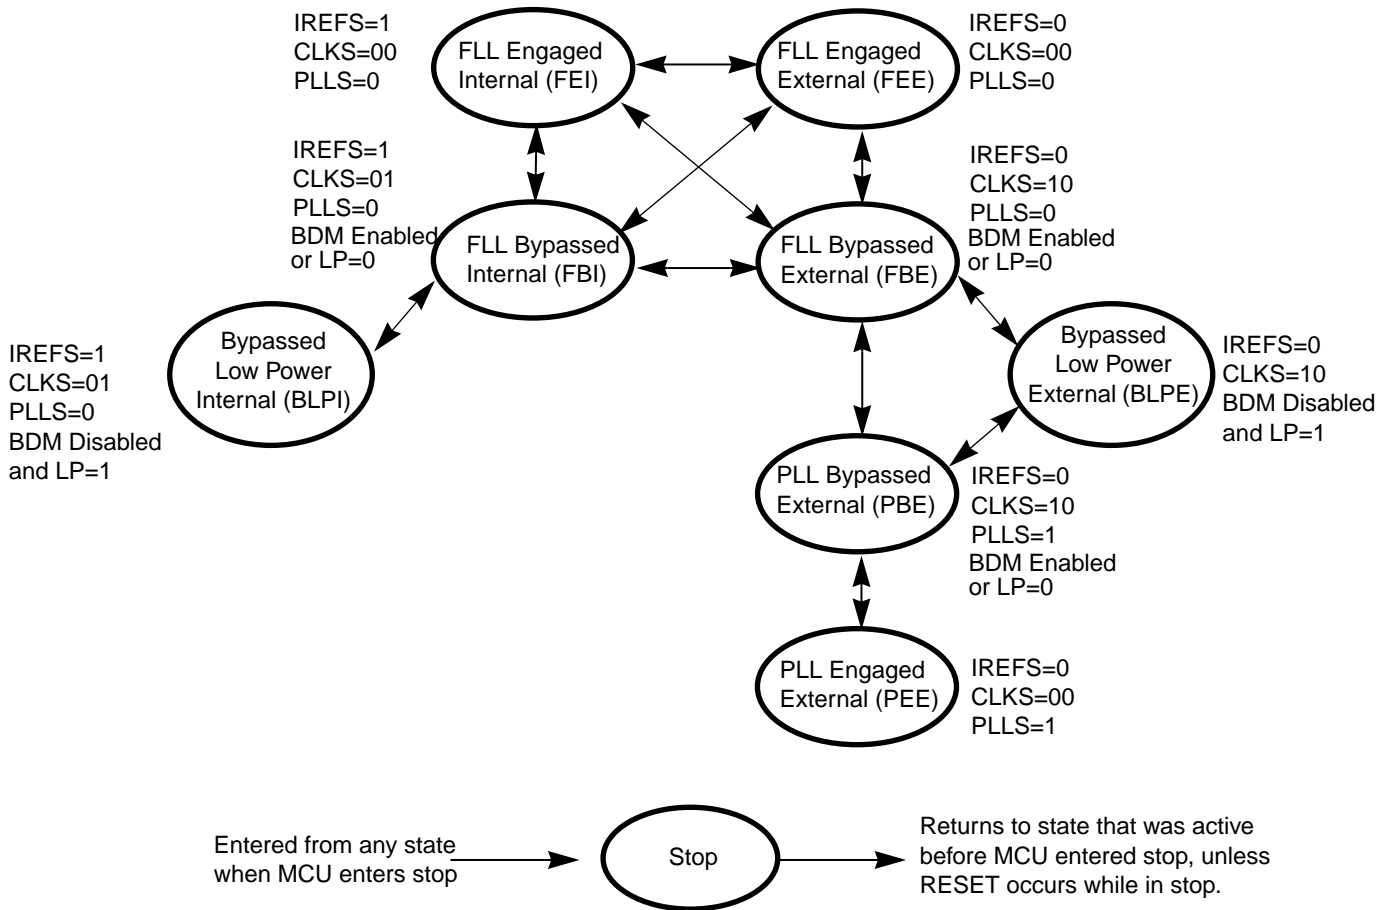 IREFS=1
CLKS=00
PLLS=0
FLL Engaged
Internal (FEI)
FLL Engaged
External (FEE)
IREFS=0
CLKS=00
PLLS=0
IREFS=1
CLKS=01
PLLS=0
BDM Enabled
or LP=0
FLL Bypassed
Internal (FBI)
FLL Bypassed
External (FBE)
IREFS=0
CLKS=10
PLLS=0
BDM Enabled
or LP=0
IREFS=1
CLKS=01
PLLS=0
BDM Disabled
and LP=1
Bypassed
Low Power
Internal (BLPI)
Bypassed
Low Power
External (BLPE)
IREFS=0
CLKS=10
BDM Disabled
and LP=1
PLL Bypassed
External (PBE)
IREFS=0
CLKS=10
PLLS=1
BDM Enabled
or LP=0
PLL Engaged
External (PEE)
IREFS=0
CLKS=00
PLLS=1
Entered from any state
when MCU enters stop
Stop
Returns to state that was active
before MCU entered stop, unless
RESET occurs while in stop.